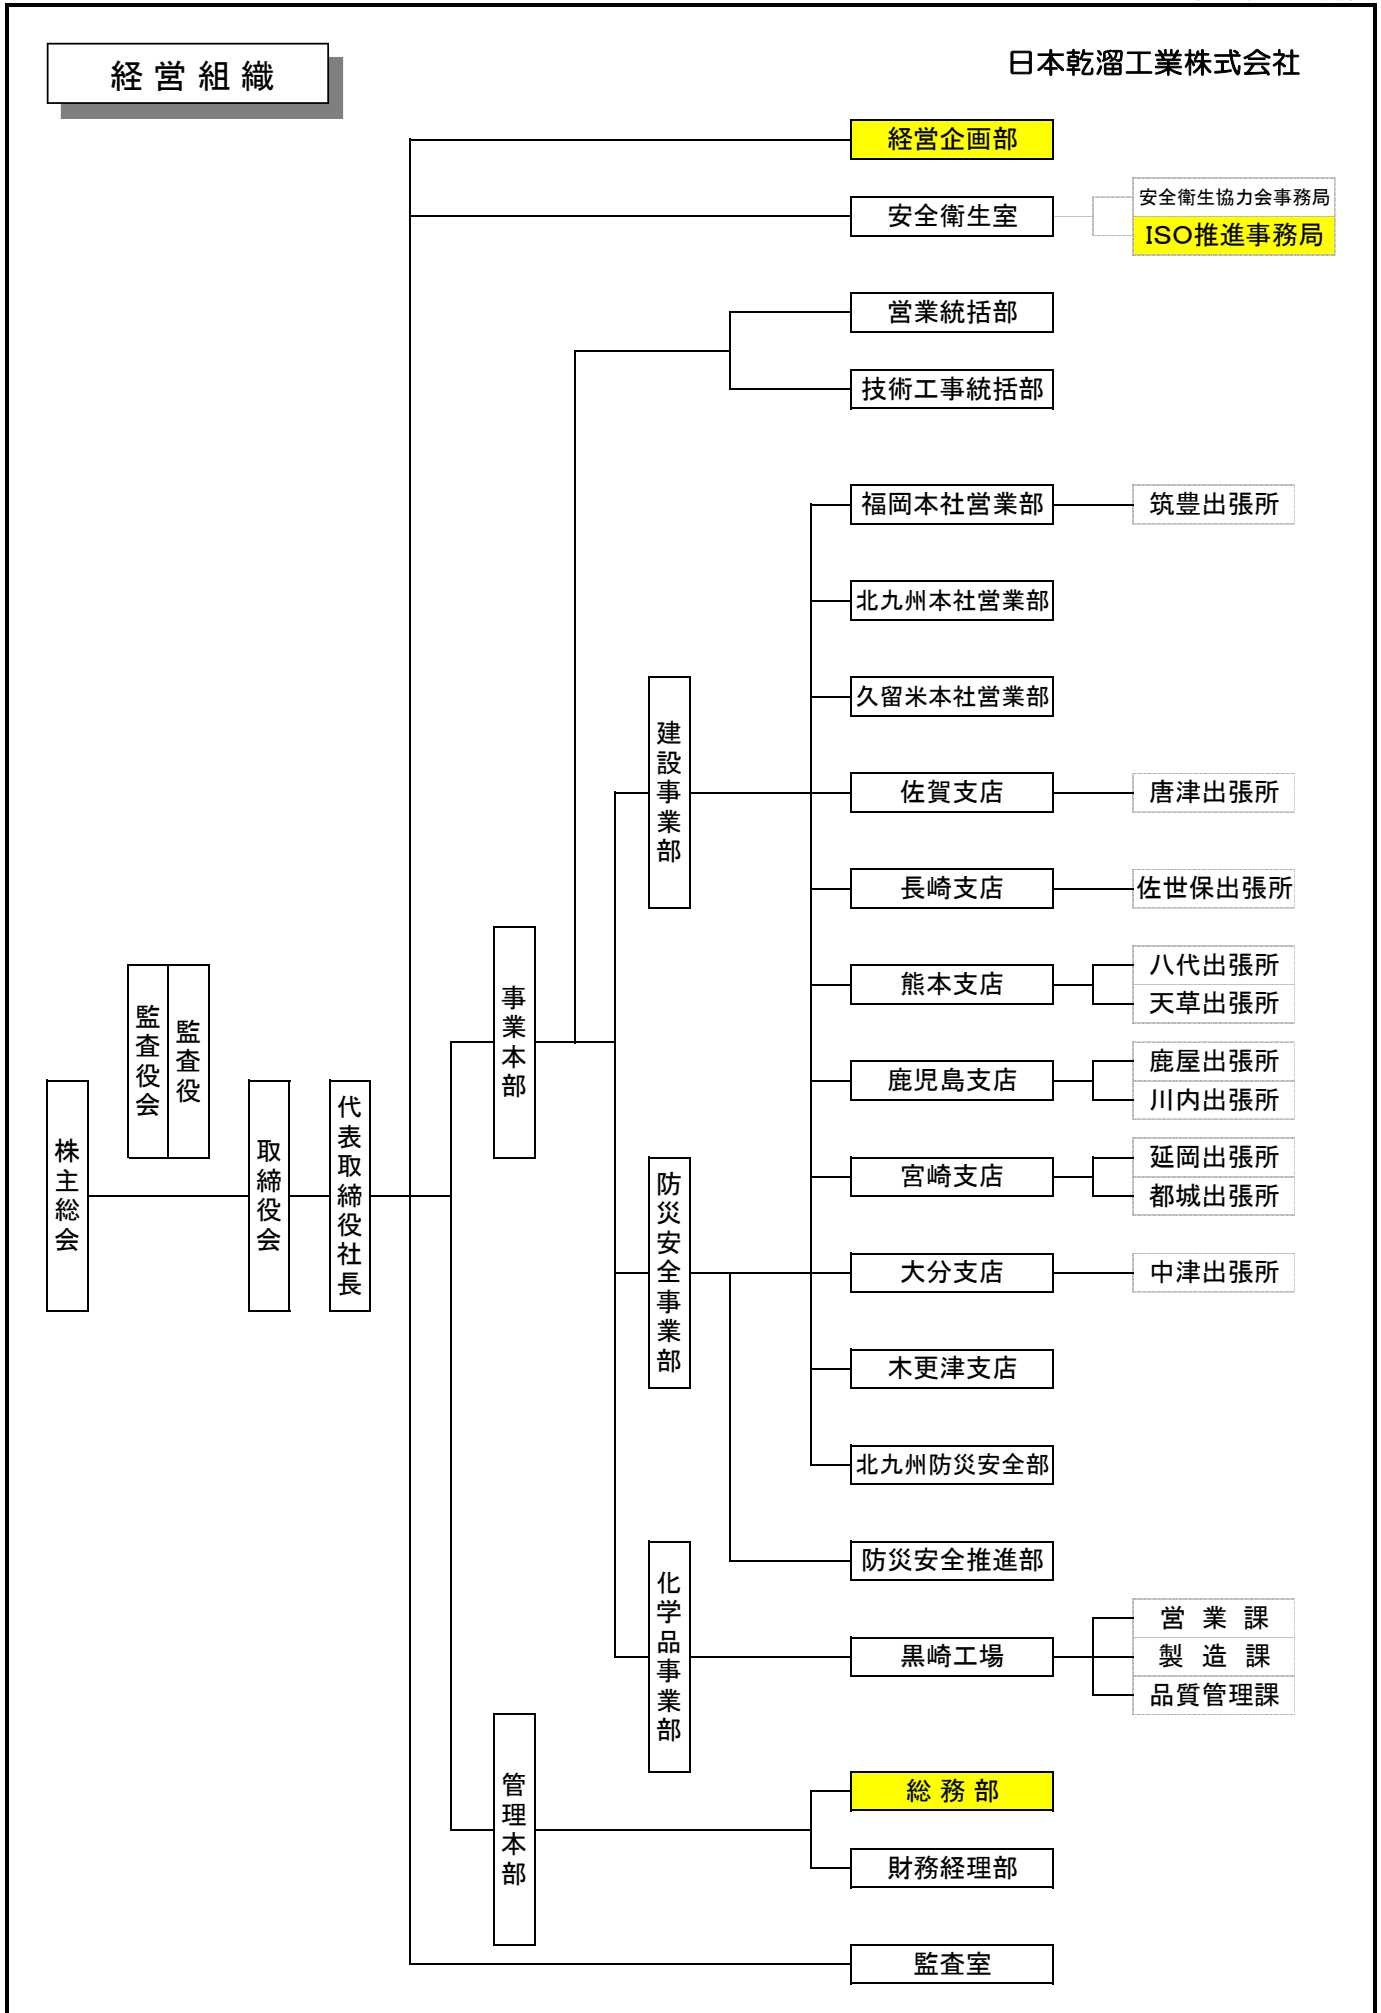 経営組織
日本乾溜工業株式会社
経営企画部
安全衛生室
安全衛生協力会事務局
ISO推進事務局
営業統括部
技術工事統括部
福岡本社営業部
筑豊出張所
北九州本社営業部
久留米本社営業部
建設事業部
佐賀支店
唐津出張所
長崎支店
佐世保出張所
熊本支店
八代出張所
天草出張所
鹿児島支店
鹿屋出張所
川内出張所
宮崎支店
延岡出張所
都城出張所
大分支店
中津出張所
木更津支店
北九州防災安全部
防災安全推進部
株主総会
監査役会
監査役
取締役会
代表取締役社長
事業本部
防災安全事業部
化学品事業部
黒崎工場
営業課
製造課
品質管理課
管理本部
総務部
財務経理部
監査室